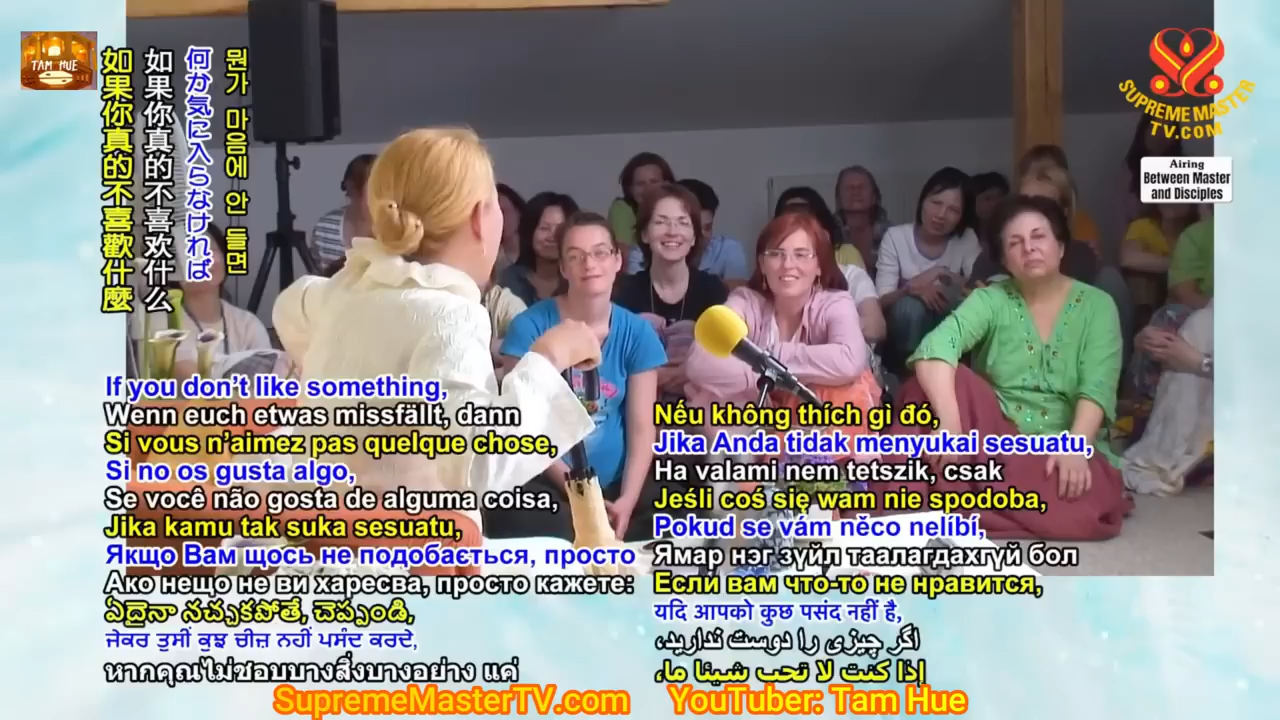 TAM HUE
如果你真的不喜歡什麼
如果你真的不喜欢什么
何か気に入らなければ
뭔가 마음에 안 들면
SUPREME MASTER
TV.COM
Airing
Between Master
and Disciples
If you don't like something,
Wenn euch etwas missfällt, dann
Si vous n'aimez pas quelque chose,
Si no os gusta algo,
Se você não gosta de alguma coisa,
Jika kamu tak suka sesuatu,
Якщо Вам щось не подобається, просто
Ако нещо не ви харесва, просто кажете:
ఏదైనా నచ్చకపోతే, చెప్పండి,
ਜੇਕਰ ਤੁਸੀਂ ਕੁਝ ਚੀਜ਼ ਨਹੀਂ ਪਸੰਦ ਕਰਦੇ,
หากคุณไม่ชอบบางสิ่งบางอย่าง แค่
Nếu không thích gì đó,
Jika Anda tidak menyukai sesuatu,
Ha valami nem tetszik, csak
Jeśli coś się wam nie spodoba,
Pokud se vám něco nelíbí,
Ямар нэг зүйл таалагдахгүй бол
Если вам что-то не нравится,
यदि आपको कुछ पसंद नहीं है,
اگر چیزی را دوست ندارید،
إذا كنت لا تحب شيئا ما،
SupremeMasterTV.com YouTuber: Tam Hue